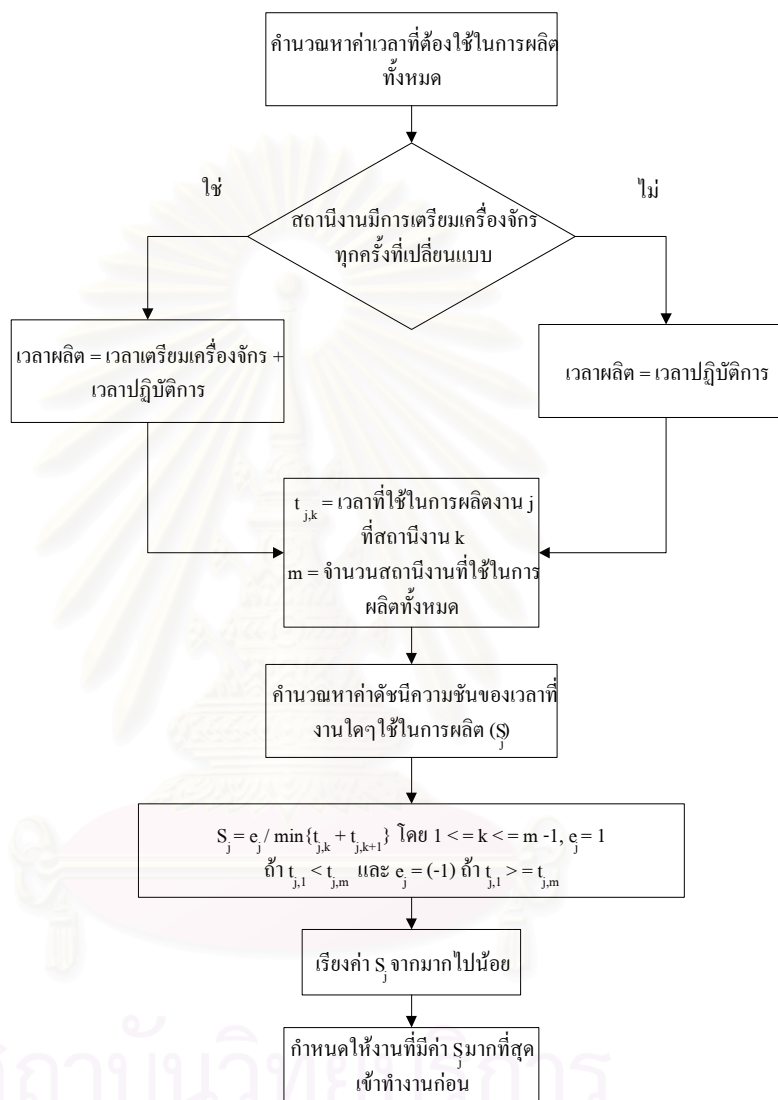 คำนวณหาค่าเวลาที่ต้องใช้ในการผลิต
ทั้งหมด
ใช่
ไม่
สถานีงานมีการเตรียมเครื่องจักร
ทุกครั้งที่เปลี่ยนแบบ
เวลาผลิต = เวลาเตรียมเครื่องจักร +
เวลาปฏิบัติการ
เวลาผลิต = เวลาปฏิบัติการ
t j,k = เวลาที่ใช้ในการผลิตงาน j
ที่สถานีงาน k
m = จำนวนสถานีงานที่ใช้ในการ
ผลิตทั้งหมด
คำนวณหาค่าดัชนีความชันของเวลาที่
งานใดๆใช้ในการผลิต (Sj)
Sj = ej / min{tj,k + tj,k+1} โดย 1 < = k < = m -1, ej = 1
ถ้า tj,1 < tj,m และ ej = (-1) ถ้า tj,1 > = tj,m
เรียงค่า Sj จากมากไปน้อย
กำหนดให้งานที่มีค่า Sj มากที่สุด
เข้าทำงานก่อน
สถาบันวิทยบริการ